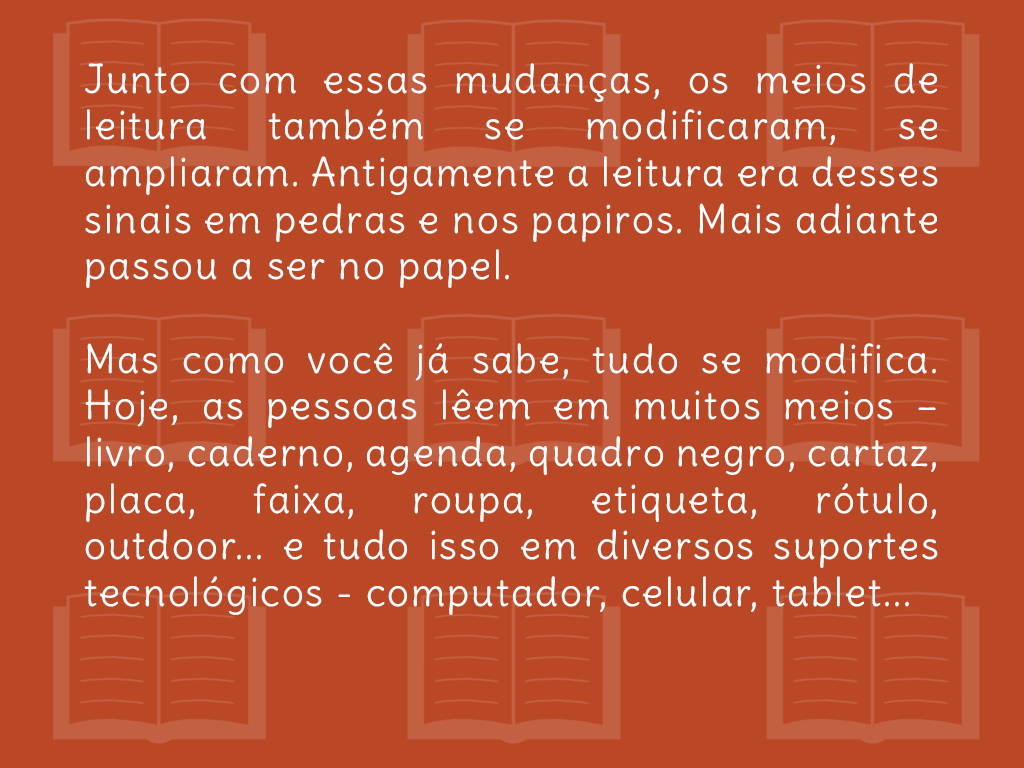 Junto com essas mudanças, os meios de
leitura também se modificaram, se
ampliaram. Antigamente a leitura era desses
sinais em pedras e nos papiros. Mais adiante
passou a ser no papel.
Mas como você já sabe, tudo se modifica.
Hoje, as pessoas lêem em muitos meios –
livro, caderno, agenda, quadro negro, cartaz,
placa, faixa, roupa, etiqueta, rótulo,
outdoor... e tudo isso em diversos suportes
tecnológicos - computador, celular, tablet...